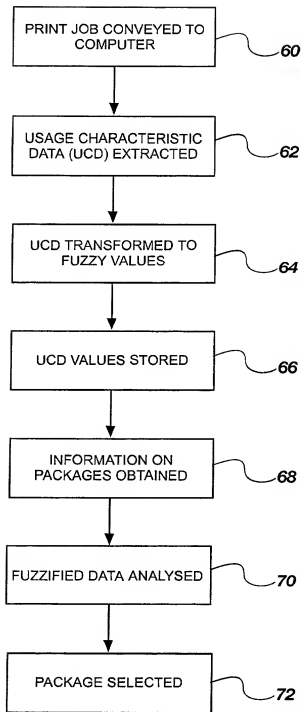 PRINT JOB CONVEYED TO
COMPUTER
60
USAGE CHARACTERISTIC
DATA (UCD) EXTRACTED
62
UCD TRANSFORMED TO
FUZZY VALUES
64
UCD VALUES STORED
66
INFORMATION ON
PACKAGES OBTAINED
68
FUZZIFIED DATA ANALYSED
70
PACKAGE SELECTED
72